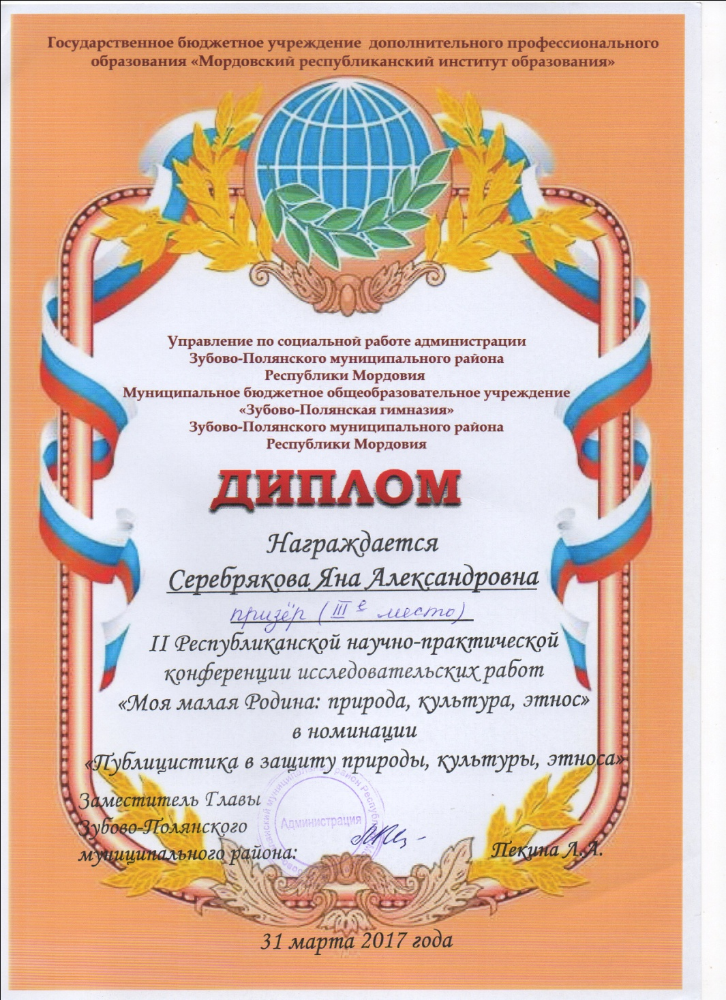 Государственное бюджетное учреждение дополнительного профессионального
образования «Мордовский республиканский институт образования»
Управление по социальной работе администрации
Зубово-Полянского муниципального района
Республики Мордовия
Муниципальное бюджетное общеобразовательное учреждение
«Зубово-Полянская гимназия»
Зубово-Полянского муниципального района
Республики Мордовия
ДИПЛОМ
Награждается
Серебрякова Яна Александровна
призёр (III е место)
II Республиканской научно-практической
конференции исследовательских работ
«Моя малая Родина: природа, культура, этнос»
в номинации
«Публицистика в защиту природы, культуры, этноса»
Заместитель Главы
Зубово-Полянского
муниципального района:
Администрация
Пекина Л.А.
31 марта 2017 года